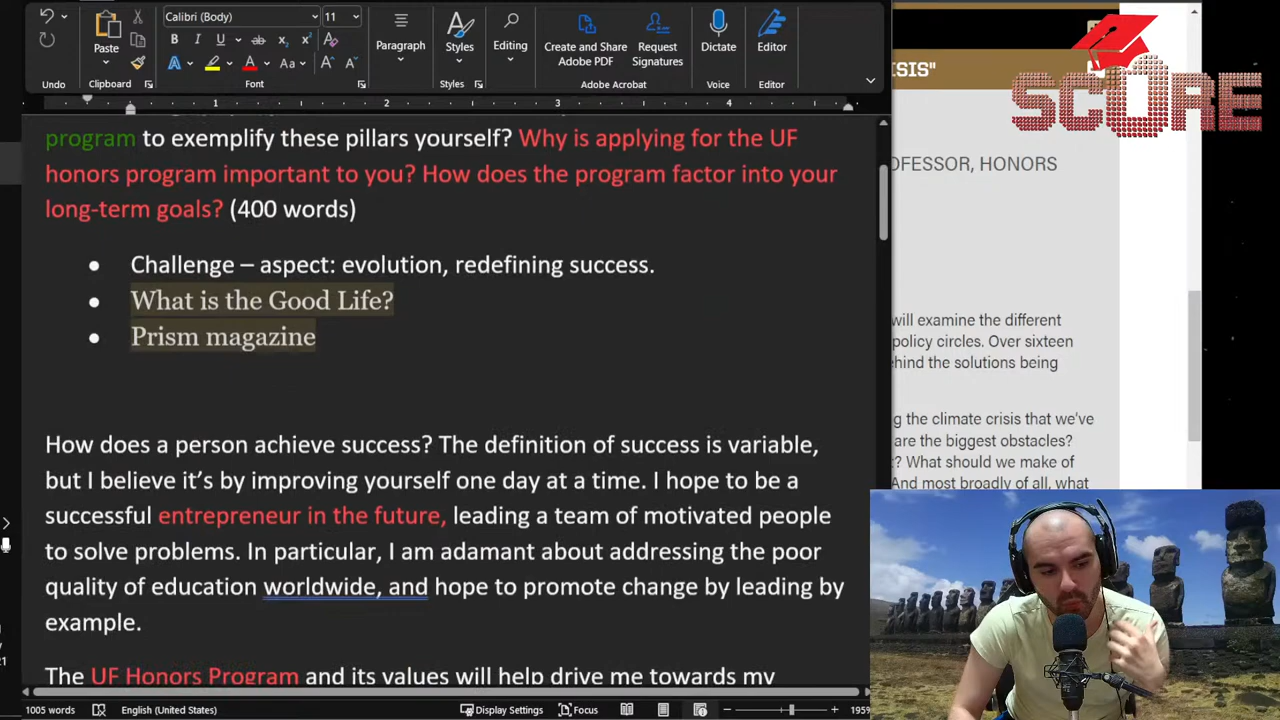 Calibri (Body)
11
Paste
Paragraph
Styles
Editing
Create and Share
Adobe PDF
Request
Signatures
Dictate
Editor
Undo
Clipboard
Font
Styles
Adobe Acrobat
Voice
Editor
1
2
3
4
program to exemplify these pillars yourself? Why is applying for the UF
honors program important to you? How does the program factor into your
long-term goals? (400 words)
• Challenge – aspect: evolution, redefining success.
• What is the Good Life?
• Prism magazine
How does a person achieve success? The definition of success is variable,
but I believe it's by improving yourself one day at a time. I hope to be a
successful entrepreneur in the future, leading a team of motivated people
to solve problems. In particular, I am adamant about addressing the poor
quality of education worldwide, and hope to promote change by leading by
example.
The UF Honors Program and its values will help drive me towards my
1005 words
English (United States)
Display Settings
Focus
1959
21
ISIS"
SCORE
OFESSOR, HONORS
will examine the different
policy circles. Over sixteen
ehind the solutions being
g the climate crisis that we've
are the biggest obstacles?
? What should we make of
And most broadly of all, what